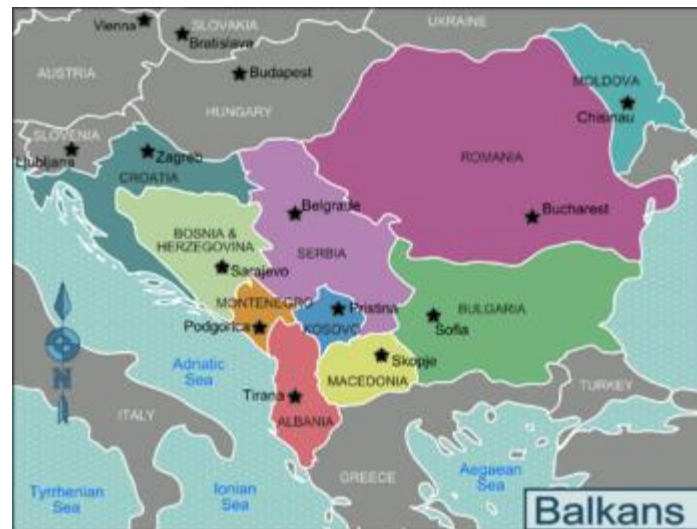 UKRAINE
Vienna
SLOVAKIA
Bratislava
AUSTRIA
Budapest
MOLDOVA
HUNGARY
Chisinau
SLOVENIA
Ljubljana
Zagreb
ROMANIA
CROATIA
Belgrade
Bucharest
BOSNIA &
HERZEGOVINA
SERBIA
Sarajevo
MONTENEGRO
Pristina
BULGARIA
Podgorica
KOSOVO
Sofia
Adriatic
Sea
Skopje
N
MACEDONIA
TURKEY
Tirana
ITALY
ALBANIA
GREECE
Aegaean
Sea
Tyrrhenian
Sea
Ionian
Sea
Balkans